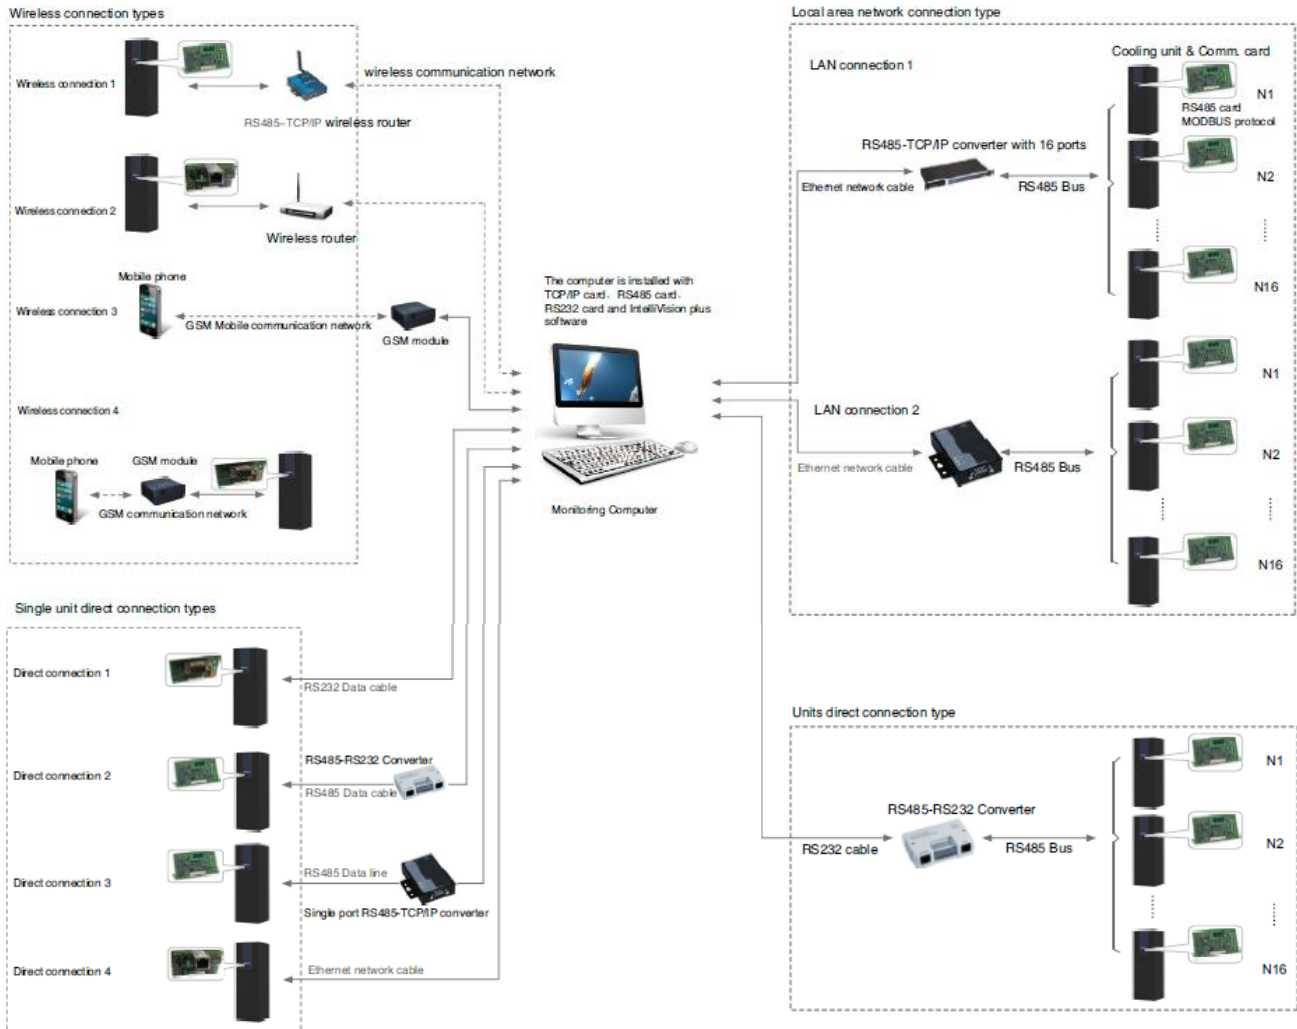 Wireless connection types
Wireless connection 1
RS485-TCP/IP wireless router
wireless communication network
Wireless connection 2
Wireless router
Mobile phone
Wireless connection 3
GSM Mobile communication network
GSM module
Wireless connection 4
Mobile phone
GSM module
GSM communication network
The computer is installed with
TCP/IP card、RS485 card、
RS232 card and IntelliVision plus
software
Monitoring Computer
Local area network connection type
LAN connection 1
Cooling unit & Comm. card
N1
RS485 card
MODBUS protocol
RS485-TCP/IP converter with 16 ports
Ethernet network cable
RS485 Bus
N2
N16
N1
LAN connection 2
Ethernet network cable
RS485 Bus
N2
N16
Single unit direct connection types
Direct connection 1
RS232 Data cable
Direct connection 2
RS485-RS232 Converter
RS485 Data cable
Direct connection 3
RS485 Data line
Single port RS485-TCP/IP converter
Direct connection 4
Ethernet network cable
Units direct connection type
N1
RS485-RS232 Converter
RS232 cable
RS485 Bus
N2
N16